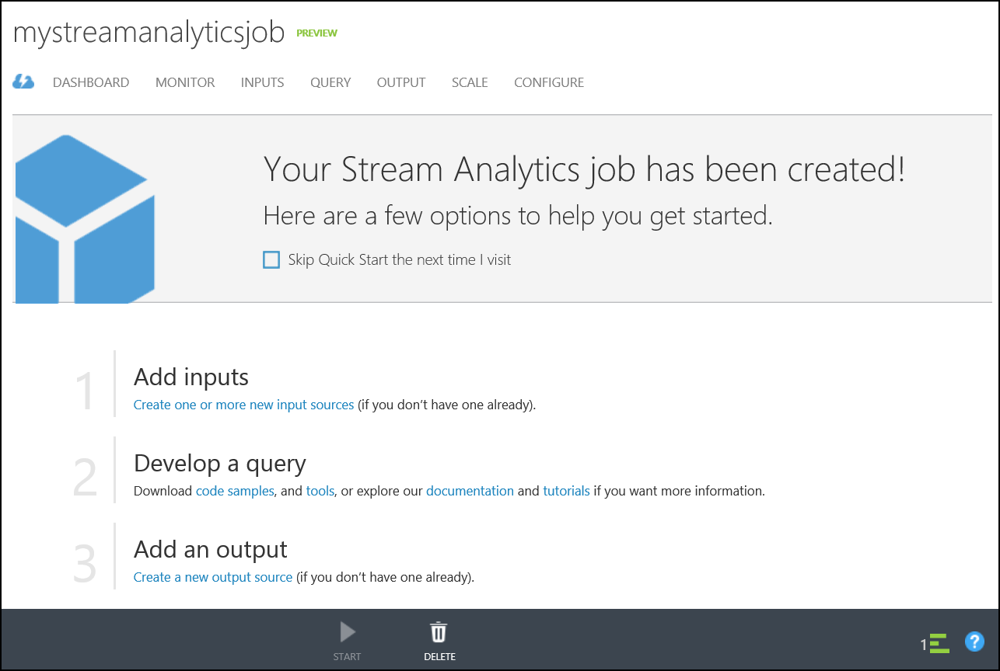 mystreamanalyticsjob PREVIEW
DASHBOARD MONITOR INPUTS QUERY OUTPUT SCALE CONFIGURE
Your Stream Analytics job has been created!
Here are a few options to help you get started.
Skip Quick Start the next time I visit
1 Add inputs
Create one or more new input sources (if you don’t have one already).
2 Develop a query
Download code samples, and tools, or explore our documentation and tutorials if you want more information.
3 Add an output
Create a new output source (if you don’t have one already).
START DELETE 1 ?